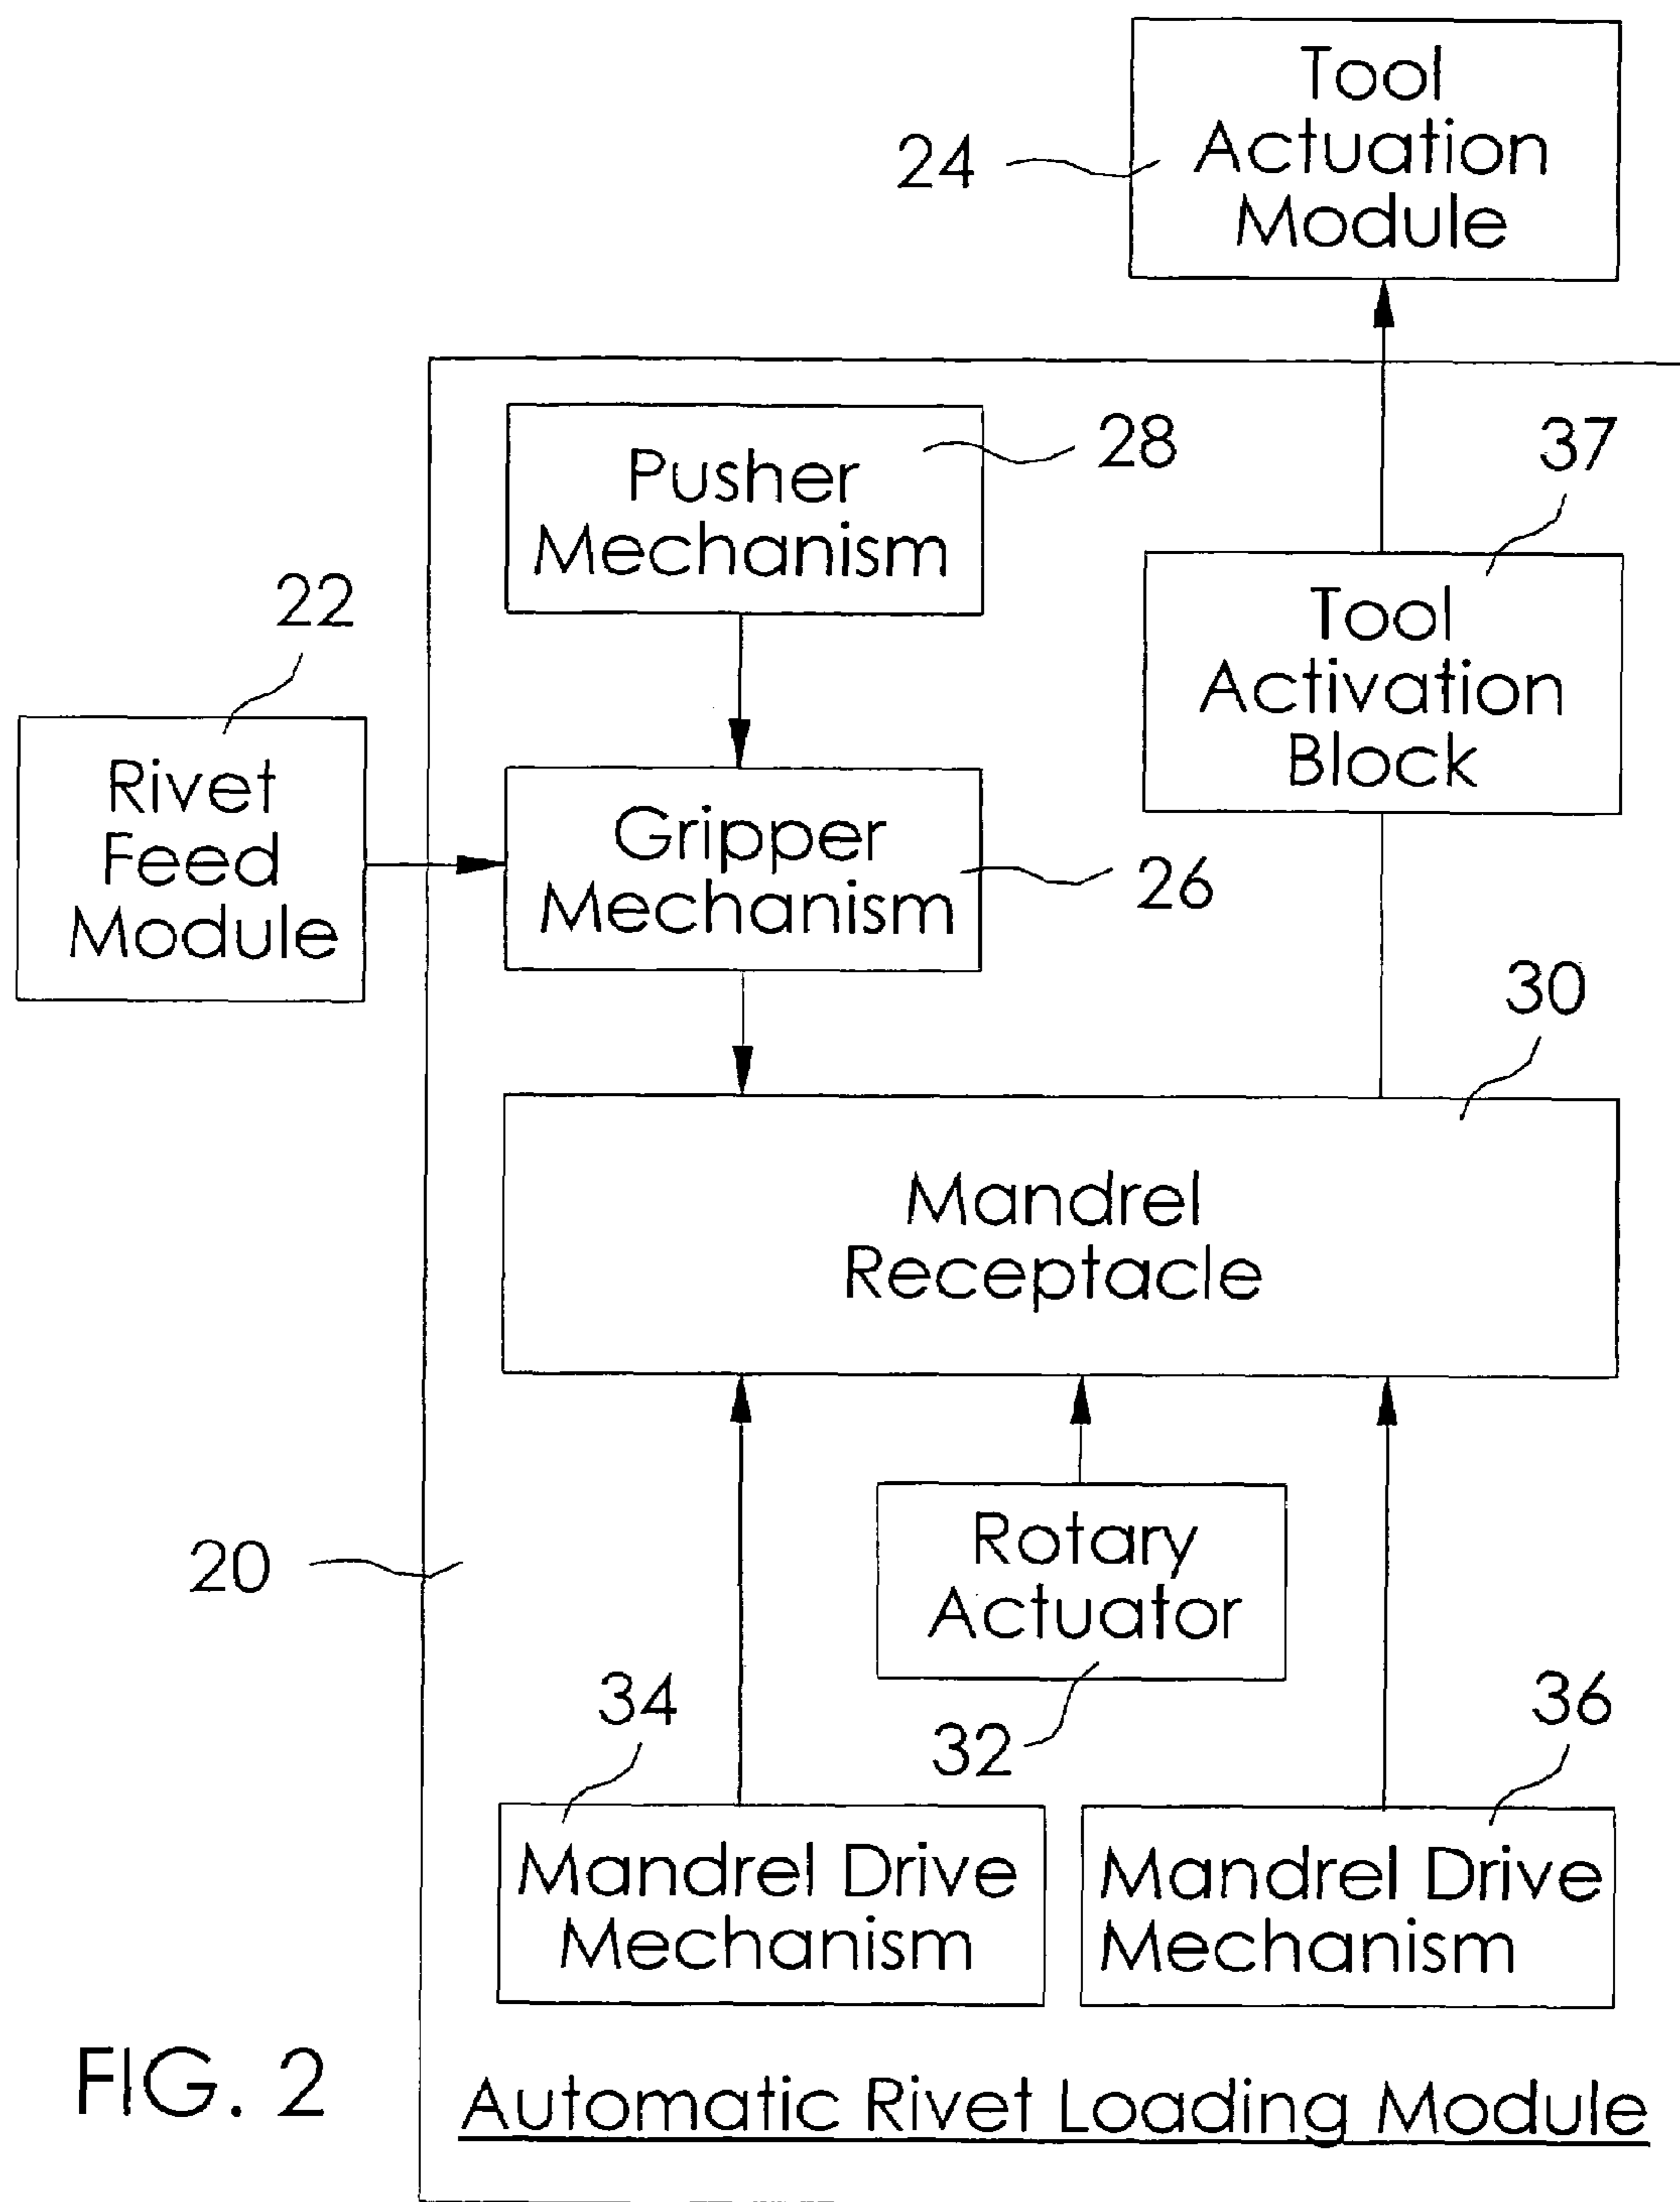 Tool
Actuation
Module
24
28
37
Pusher
Mechanism
22
Tool
Activation
Block
Rivet
Feed
Module
Gripper
Mechanism
26
30
Mandrel
Receptacle
20
Rotary
Actuator
34
32
36
Mandrel Drive
Mechanism
Mandrel Drive
Mechanism
FIG. 2
Automatic Rivet Loading Module